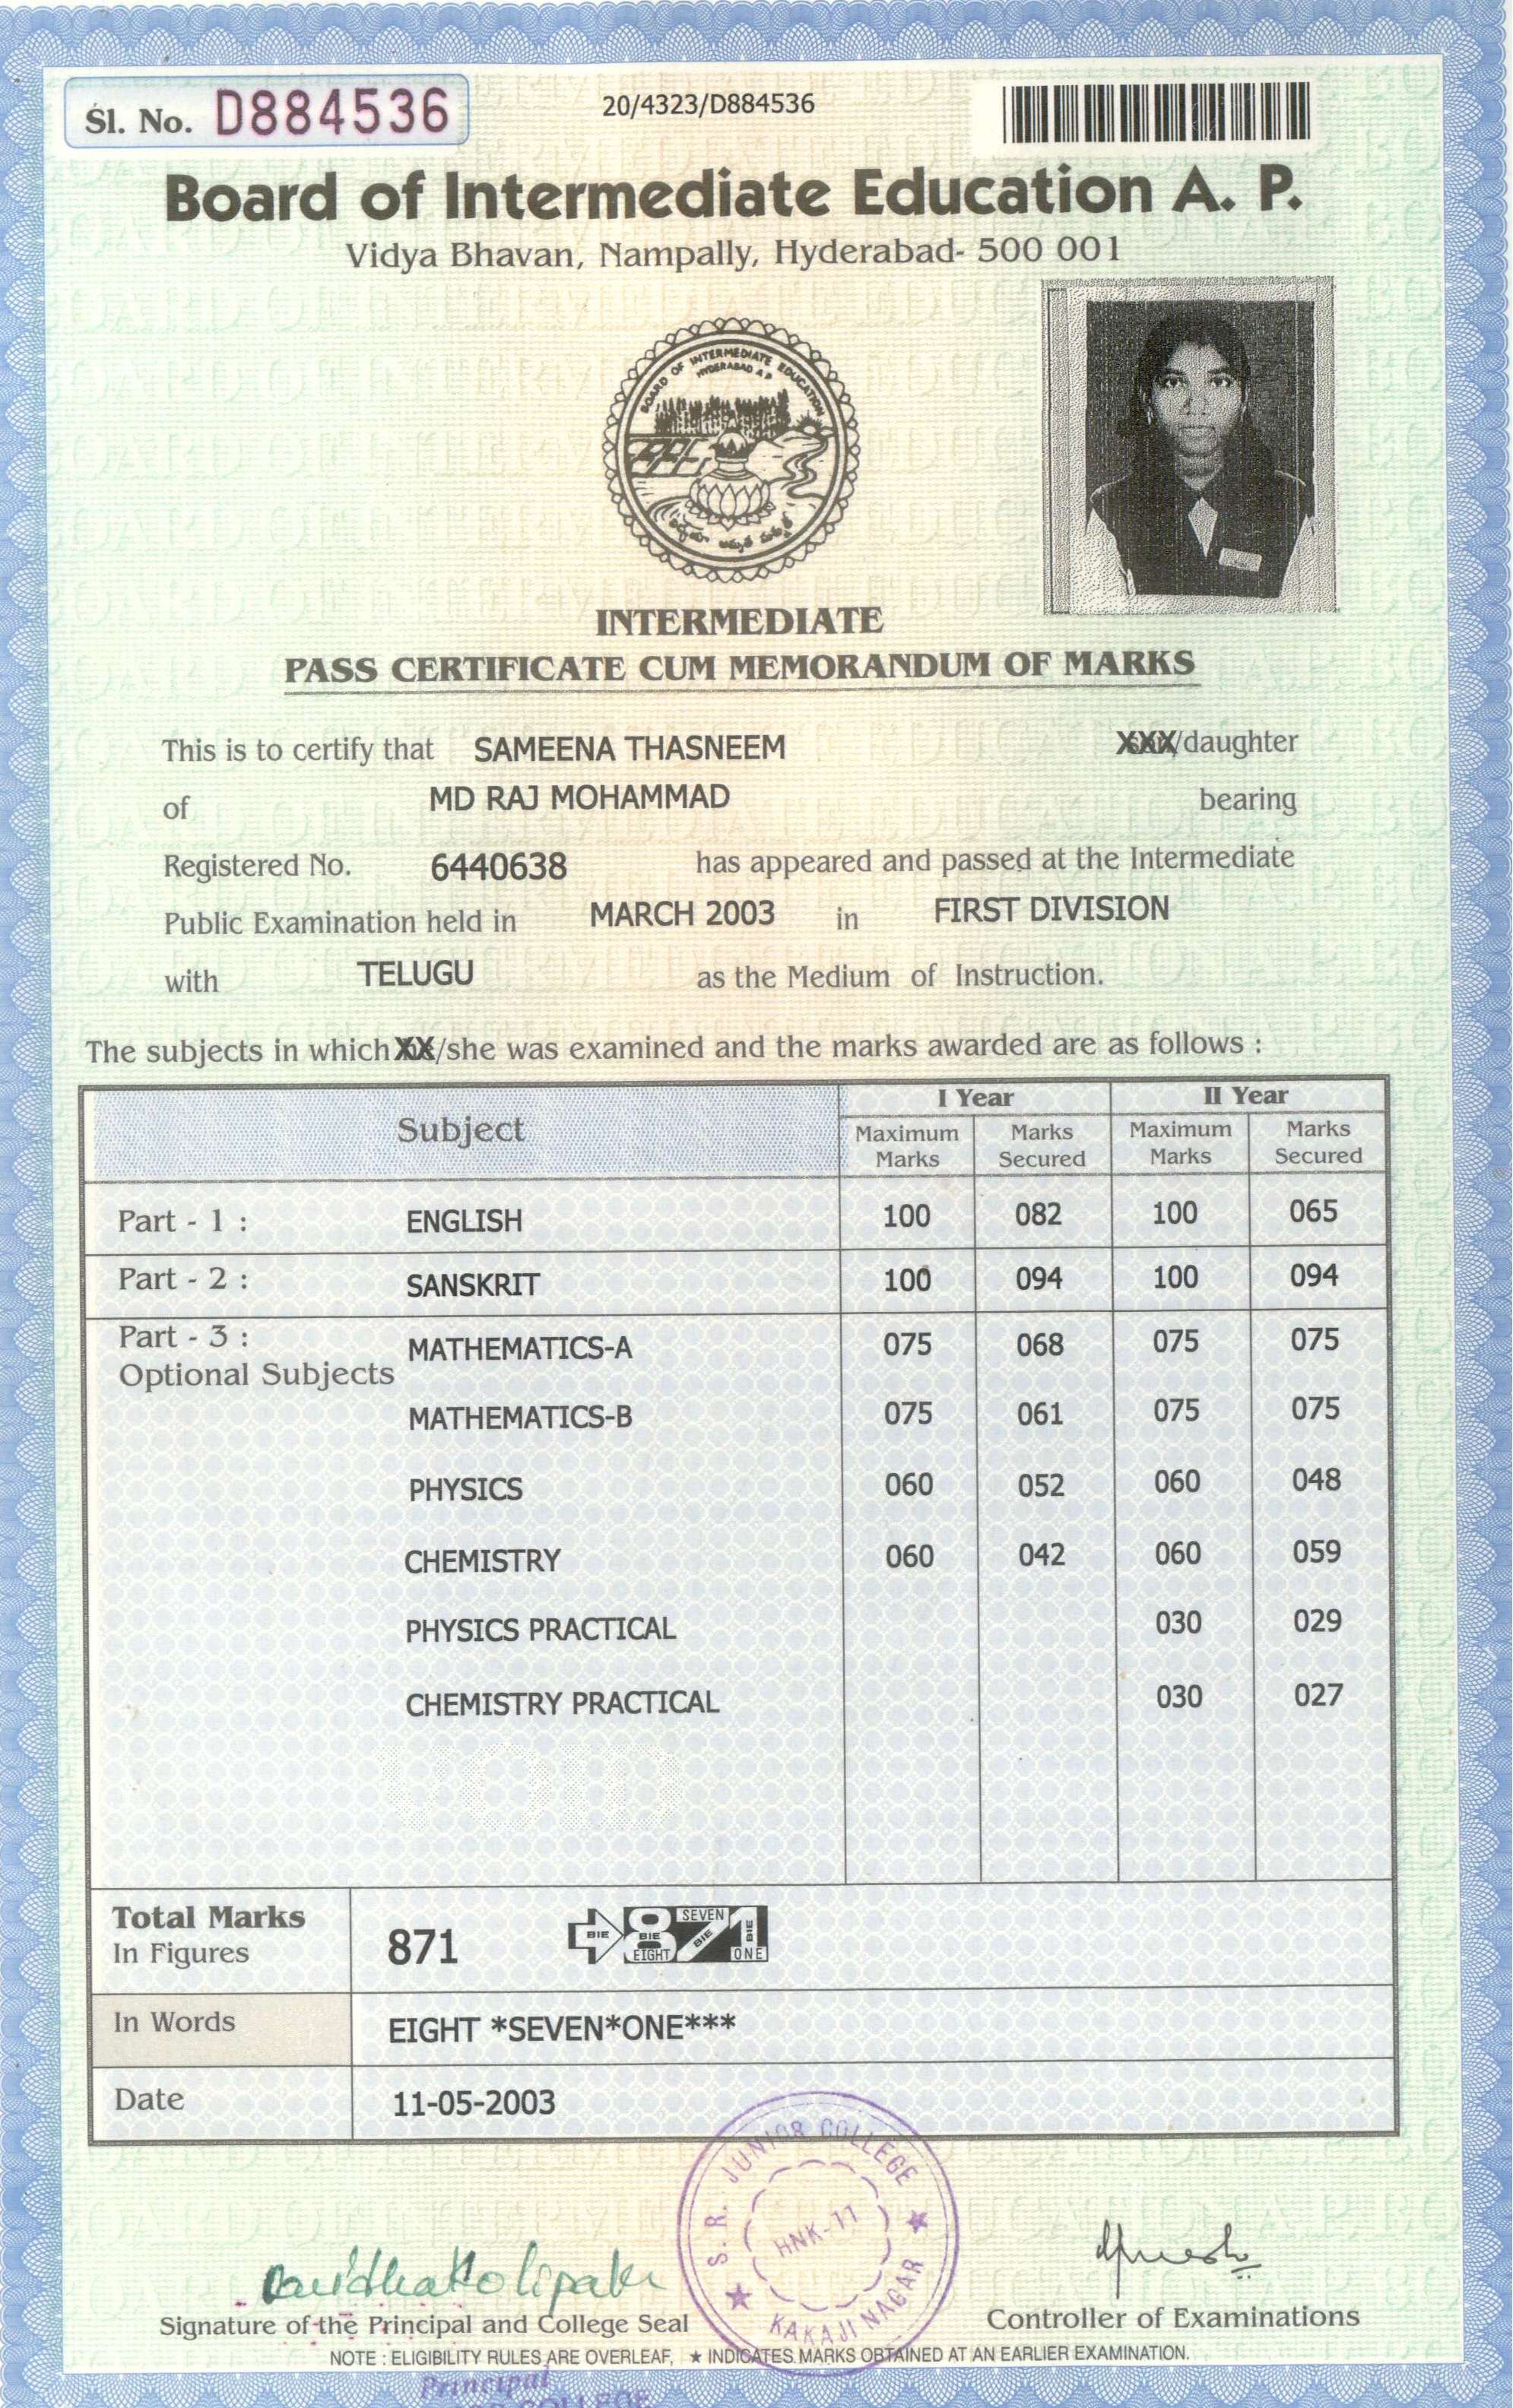 Sl. No. D884536
20/4323/D884536
Board of Intermediate Education A. P.
Vidya Bhavan, Nampally, Hyderabad- 500 001
BOARD OF INTERMEDIATE EDUCATION
HYDERABAD A P
INTERMEDIATE
PASS CERTIFICATE CUM MEMORANDUM OF MARKS
This is to certify that SAMEENA THASNEEM XXX/daughter
of MD RAJ MOHAMMAD bearing
Registered No. 6440638 has appeared and passed at the Intermediate
Public Examination held in MARCH 2003 in FIRST DIVISION
with TELUGU as the Medium of Instruction.
The subjects in which XX/she was examined and the marks awarded are as follows :
Subject I Year II Year
Maximum Marks Marks Secured Maximum Marks Marks Secured
Part - 1 : ENGLISH 100 082 100 065
Part - 2 : SANSKRIT 100 094 100 094
Part - 3 : MATHEMATICS-A 075 068 075 075
Optional Subjects
MATHEMATICS-B 075 061 075 075
PHYSICS 060 052 060 048
CHEMISTRY 060 042 060 059
PHYSICS PRACTICAL 030 029
CHEMISTRY PRACTICAL 030 027
VOID
Total Marks
In Figures 871 BIE 8 BIE EIGHT SEVEN 7 BIE 1 BIE ONE
In Words EIGHT *SEVEN*ONE***
Date 11-05-2003
S. R. JUNIOR COLLEGE
HNK-11
KAKAJI NAGAR
Signature of the Principal and College Seal
Controller of Examinations
NOTE : ELIGIBILITY RULES ARE OVERLEAF, ★ INDICATES MARKS OBTAINED AT AN EARLIER EXAMINATION.
Principal
COLLEGE